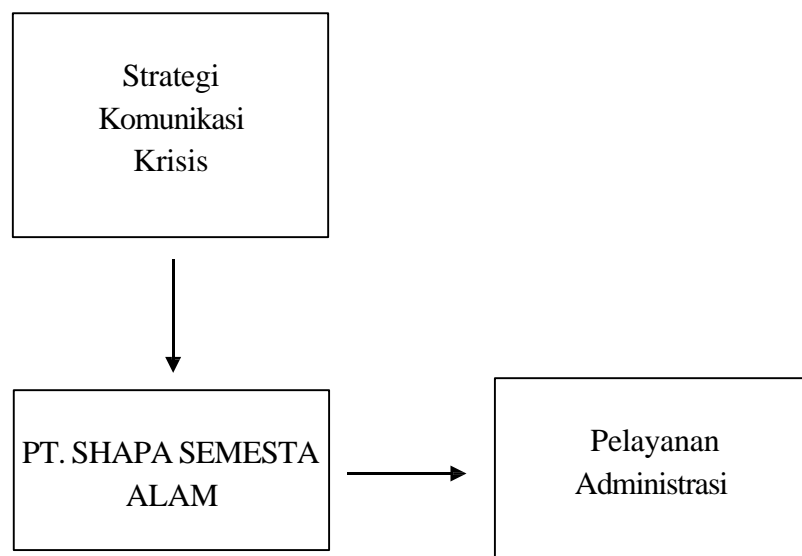 Strategi
Komunikasi
Krisis
PT. SHAPA SEMESTA
ALAM
Pelayanan
Administrasi